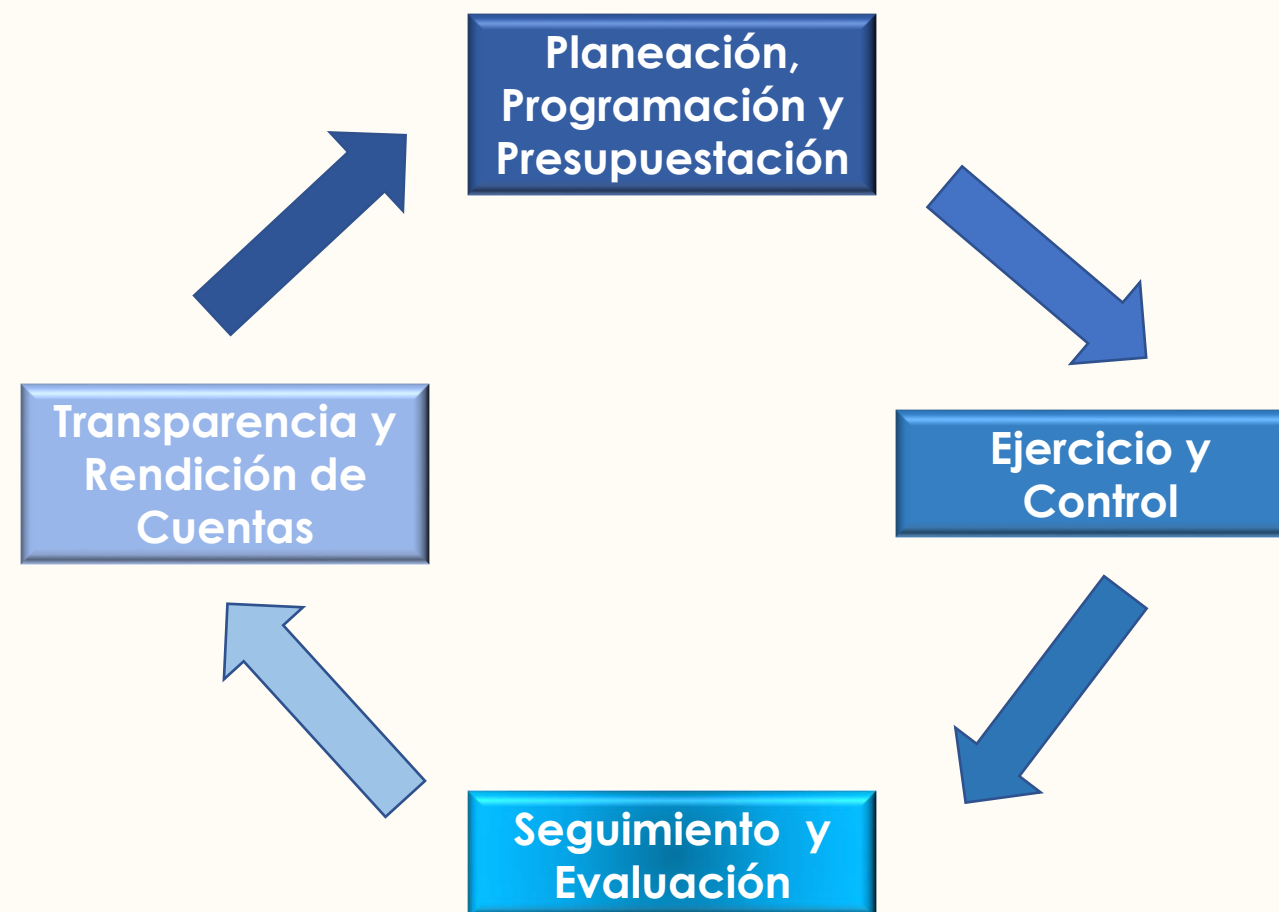 Planeación,
Programación y
Presupuestación
Transparencia y
Rendición de
Cuentas
Ejercicio y
Control
Seguimiento y
Evaluación